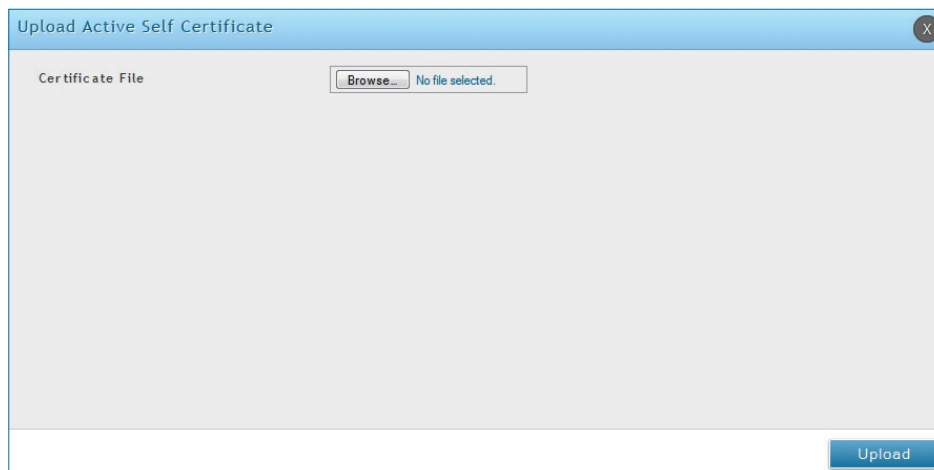 Upload Active Self Certificate
X
Certificate File
Browse... No file selected.
Upload